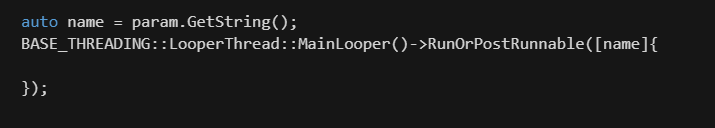 auto name = param.GetString();
BASE_THREADING::LooperThread::MainLooper()->RunOrPostRunnable([name]{
});